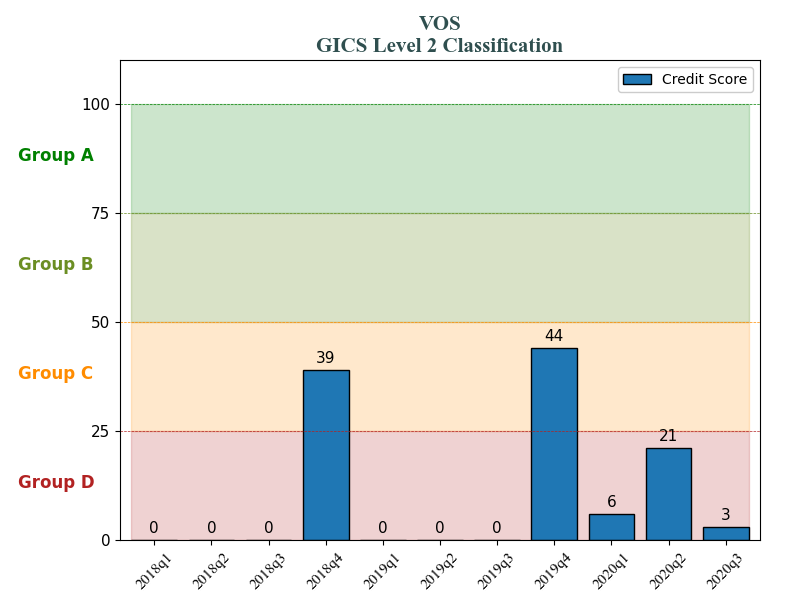 VOS
GICS Level 2 Classification
Credit Score
100
Group A
75
Group B
50
44
39
Group C
25
21
Group D
6
3
0 0 0 0 0 0
0
2018q1 2018q2 2018q3 2018q4 2019q1 2019q2 2019q3 2019q4 2020q1 2020q2 2020q3